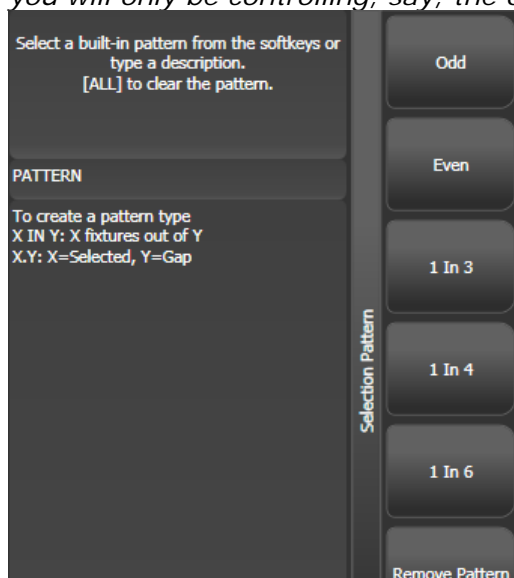 you will only be controlling, say, the
Select a built-in pattern from the softkeys or
type a description.
[ALL] to clear the pattern.
PATTERN
To create a pattern type
X IN Y: X fixtures out of Y
X.Y: X=Selected, Y=Gap
Selection Pattern
Odd
Even
1 In 3
1 In 4
1 In 6
Remove Pattern